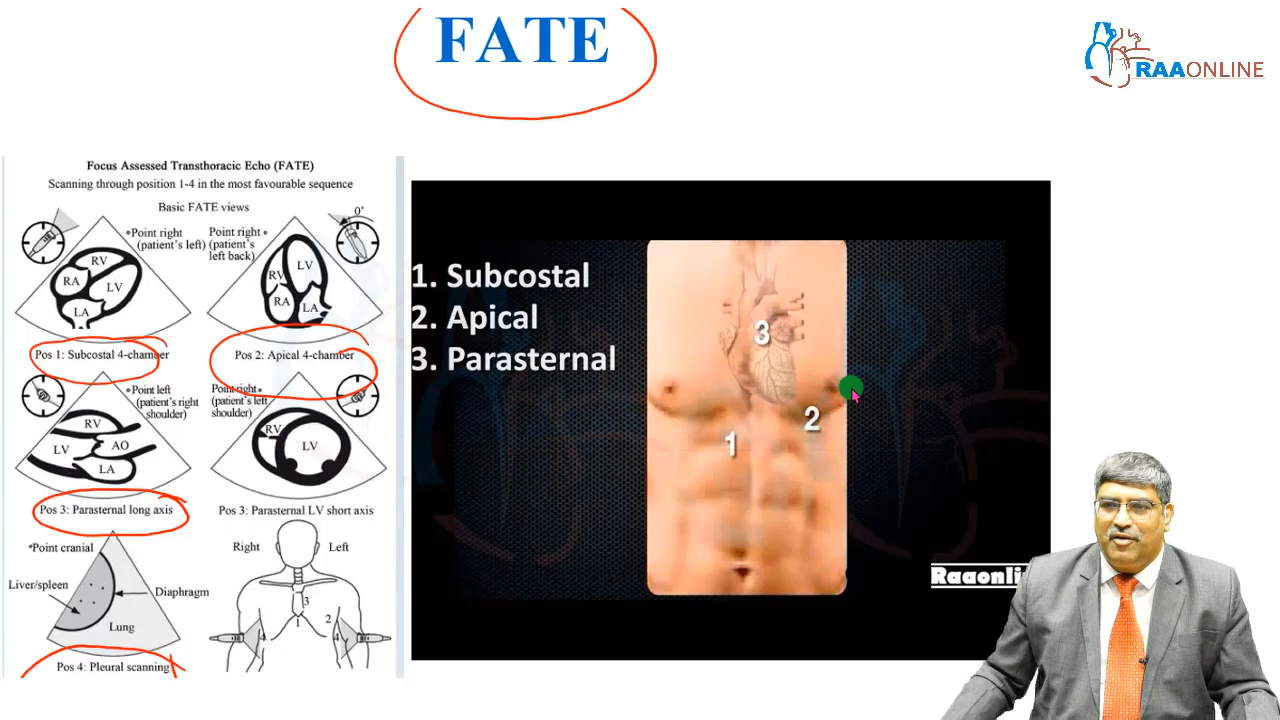 FATE
RAAONLINE
Focus Assessed Transthoracic Echo (FATE)
Scanning through position 1-4 in the most favourable sequence
Basic FATE views
Point right
(patient's left)
RV
RA
LV
LA
Pos 1: Subcostal 4-chamber
Point right
(patient's
left back)
0°
LV
RV
RA
LA
Pos 2: Apical 4-chamber
Point left
(patient's right
shoulder)
RV
LV
AO
LA
Pos 3: Parasternal long axis
Point right
(patient's left
shoulder)
RV
LV
Pos 3: Parasternal LV short axis
Point cranial
Liver/spleen
Diaphragm
Lung
Pos 4: Pleural scanning
Right
Left
3
1
2
4
4
1. Subcostal
2. Apical
3. Parasternal
3
2
1
Raaonli